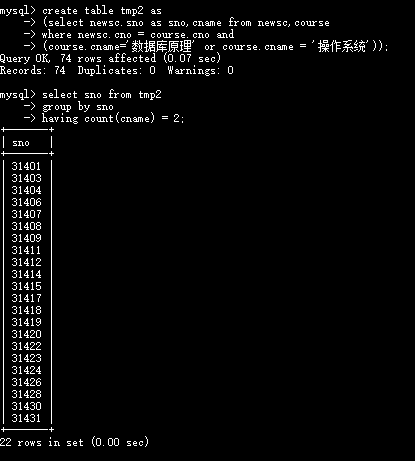 mysql> create table tmp2 as
    -> (select newsc.sno as sno,cname from newsc,course
    -> where newsc.cno = course.cno and
    -> (course.cname='数据库原理' or course.cname = '操作系统'));
Query OK, 74 rows affected (0.07 sec)
Records: 74  Duplicates: 0  Warnings: 0
mysql> select sno from tmp2
    -> group by sno
    -> having count(cname) = 2;
+-------+
| sno   |
+-------+
| 31401 |
| 31403 |
| 31404 |
| 31406 |
| 31407 |
| 31408 |
| 31409 |
| 31411 |
| 31412 |
| 31414 |
| 31415 |
| 31417 |
| 31418 |
| 31419 |
| 31420 |
| 31422 |
| 31423 |
| 31424 |
| 31426 |
| 31428 |
| 31430 |
| 31431 |
+-------+
22 rows in set (0.00 sec)